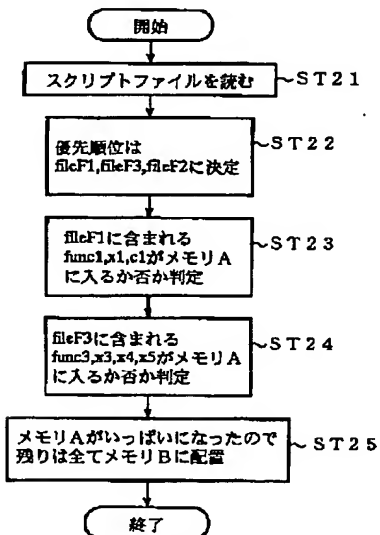 開始
スクリプトファイルを読む
~ST21
優先順位は
fileF1,fileF3,fileF2に決定
~ST22
fileF1に含まれる
func1,x1,c1がメモリA
に入るか否か判定
~ST23
fileF3に含まれる
func3,x3,x4,x5がメモリA
に入るか否か判定
~ST24
メモリAがいっぱいになったので
残りは全てメモリBに配置
~ST25
終了